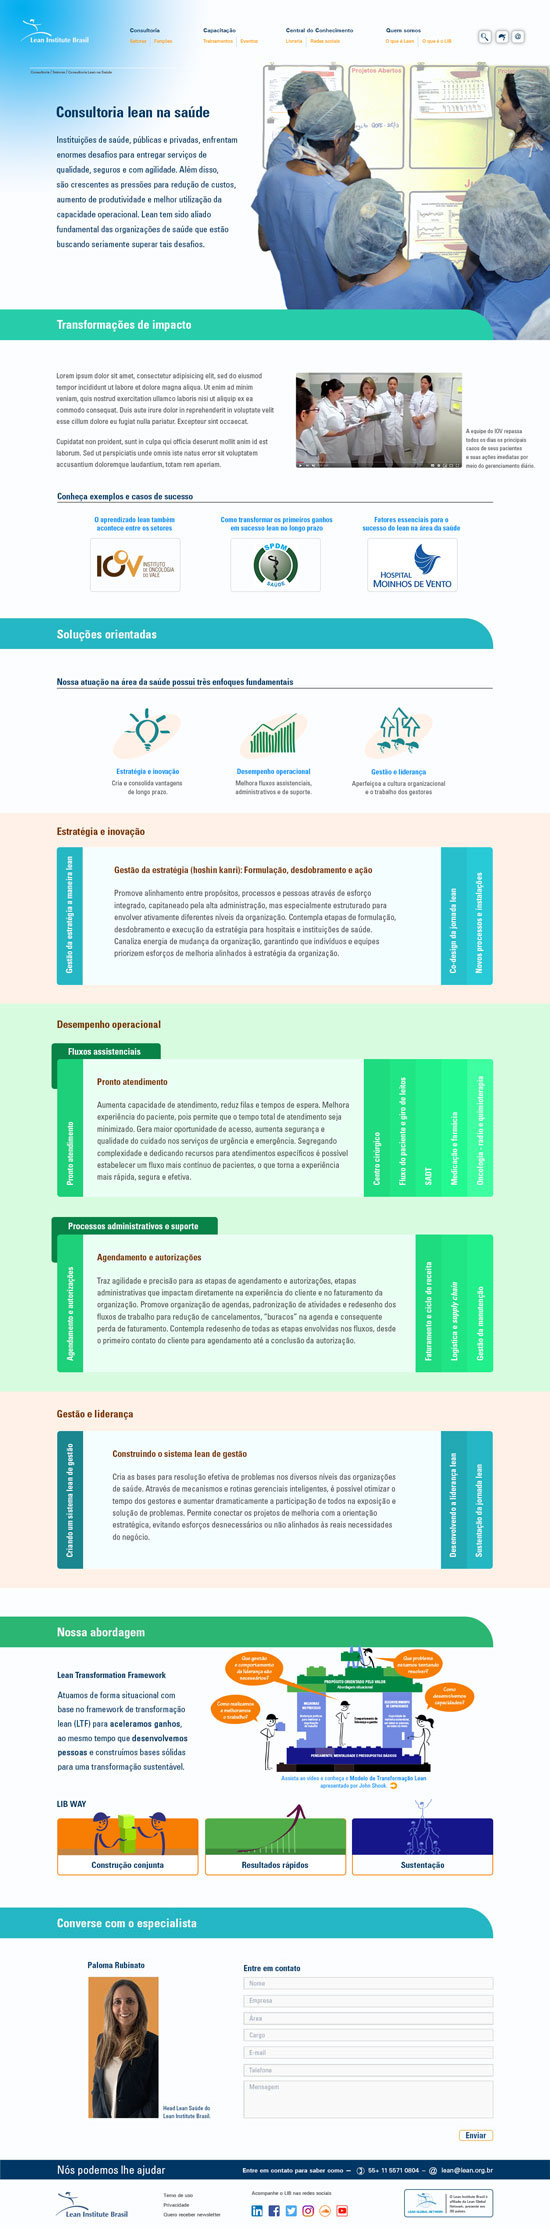 Lean Institute Brasil
Consultoria
Setorial Funções
Capacitação
Treinamentos Eventos
Central do Conhecimento
Livraria Redes sociais
Quem somos
O que é Lean O que é o LIB
Consultoria / Setorial / Consultoria Lean na Saúde
Projetos Abertos
Consultoria lean na saúde
Instituições de saúde, públicas e privadas, enfrentam
enormes desafios para entregar serviços de
qualidade, seguros e com agilidade. Além disso,
são crescentes as pressões para redução de custos,
aumento de produtividade e melhor utilização da
capacidade operacional. Lean tem sido aliado
fundamental das organizações de saúde que estão
buscando seriamente superar tais desafios.
Transformações de impacto
Lorem ipsum dolor sit amet, consectetur adipisicing elit, sed do eiusmod
tempor incididunt ut labore et dolore magna aliqua. Ut enim ad minim
veniam, quis nostrud exercitation ullamco laboris nisi ut aliquip ex ea
commodo consequat. Duis aute irure dolor in reprehenderit in voluptate velit
esse cillum dolore eu fugiat nulla pariatur. Excepteur sint occaecat.
Cupidatat non proident, sunt in culpa qui officia deserunt mollit anim id est
laborum. Sed ut perspiciatis unde omnis iste natus error sit voluptatem
accusantium doloremque laudantium, totam rem aperiam.
A equipe do IOV repassa
todos os dias os principais
casos de seus pacientes
e suas ações imediatas por
meio do gerenciamento diário.
Conheça exemplos e casos de sucesso
O aprendizado lean também
acontece entre os setores
Como transformar os primeiros ganhos
em sucesso lean no longo prazo
Fatores essenciais para o
sucesso do lean na área da saúde
IOV INSTITUTO
DE ONCOLOGIA
DO VALE
SPDM
SAÚDE
HOSPITAL
MOINHOS DE VENTO
Soluções orientadas
Nossa atuação na área da saúde possui três enfoques fundamentais
Estratégia e inovação
Cria e consolida vantagens
de longo prazo.
Desempenho operacional
Melhora fluxos assistenciais,
administrativos e de suporte.
Gestão e liderança
Aperfeiçoa a cultura organizacional
e o trabalho dos gestores
Estratégia e inovação
Gestão da estratégia a maneira lean
Gestão da estratégia (hoshin kanri): Formulação, desdobramento e ação
Promove alinhamento entre propósitos, processos e pessoas através de esforço
integrado, capitaneado pela alta administração, mas especialmente estruturado para
envolver ativamente diferentes níveis da organização. Contempla etapas de formulação,
desdobramento e execução da estratégia para hospitais e instituições de saúde.
Canaliza energia de mudança da organização, garantindo que indivíduos e equipes
priorizem esforços de melhoria alinhados à estratégia da organização.
Co-design da jornada lean
Novos processos e instalações
Desempenho operacional
Fluxos assistenciais
Pronto atendimento
Pronto atendimento
Aumenta capacidade de atendimento, reduz filas e tempos de espera. Melhora
experiência do paciente, pois permite que o tempo total de atendimento seja
minimizado. Gera maior oportunidade de acesso, aumenta segurança e
qualidade do cuidado nos serviços de urgência e emergência. Segregando
complexidade e dedicando recursos para atendimentos específicos é possível
estabelecer um fluxo mais contínuo de pacientes, o que torna a experiência
mais rápida, segura e efetiva.
Centro cirúrgico
Fluxo do paciente e giro de leitos
SADT
Medicação e farmácia
Oncologia - rádio e quimioterapia
Processos administrativos e suporte
Agendamento e autorizações
Agendamento e autorizações
Traz agilidade e precisão para as etapas de agendamento e autorizações, etapas
administrativas que impactam diretamente na experiência do cliente e no faturamento da
organização. Promove organização de agendas, padronização de atividades e redesenho dos
fluxos de trabalho para redução de cancelamentos, "buracos" na agenda e consequente
perda de faturamento. Contempla redesenho de todas as etapas envolvidas nos fluxos, desde
o primeiro contato do cliente para agendamento até a conclusão da autorização.
Faturamento e ciclo de receita
Logística e supply chain
Gestão da manutenção
Gestão e liderança
Criando um sistema lean de gestão
Construindo o sistema lean de gestão
Cria as bases para resolução efetiva de problemas nos diversos níveis das organizações
de saúde. Através de mecanismos e rotinas gerenciais inteligentes, é possível otimizar o
tempo dos gestores e aumentar dramaticamente a participação de todos na exposição e
solução de problemas. Permite conectar os projetos de melhoria com a orientação
estratégica, evitando esforços desnecessários ou não alinhados às reais necessidades
do negócio.
Desenvolvendo a liderança lean
Sustentação da jornada lean
Nossa abordagem
Lean Transformation Framework
Atuamos de forma situacional com
base no framework de transformação
lean (LTF) para aceleramos ganhos,
ao mesmo tempo que desenvolvemos
pessoas e construímos bases sólidas
para uma transformação sustentável.
Que gestão
e comportamento
de liderança são
necessários?
Que problema
estamos tentando
resolver?
Como realizamos
e melhoramos
o trabalho?
Como
desenvolvemos
capacidades?
PROPÓSITO ORIENTADO PELO VALOR
Abordagem situacional
PENSAMENTO, MENTALIDADE E PRESSUPOSTOS BÁSICOS
Assista ao vídeo e conheça o Modelo de Transformação Lean
apresentado por John Shook.
LIB WAY
Construção conjunta
Resultados rápidos
Sustentação
Converse com o especialista
Paloma Rubinato
Head Lean Saúde do
Lean Institute Brasil.
Entre em contato
Nome
Empresa
Área
Cargo
E-mail
Telefone
Mensagem
Enviar
Nós podemos lhe ajudar
Entre em contato para saber como – 55+ 11 5571 0804 – lean@lean.org.br
Lean Institute Brasil
Termo de uso
Privacidade
Quero receber newsletter
Acompanhe o LIB nas redes sociais
LEAN GLOBAL NETWORK
O Lean Institute Brasil é
afiliado da Lean Global
Network, presente em